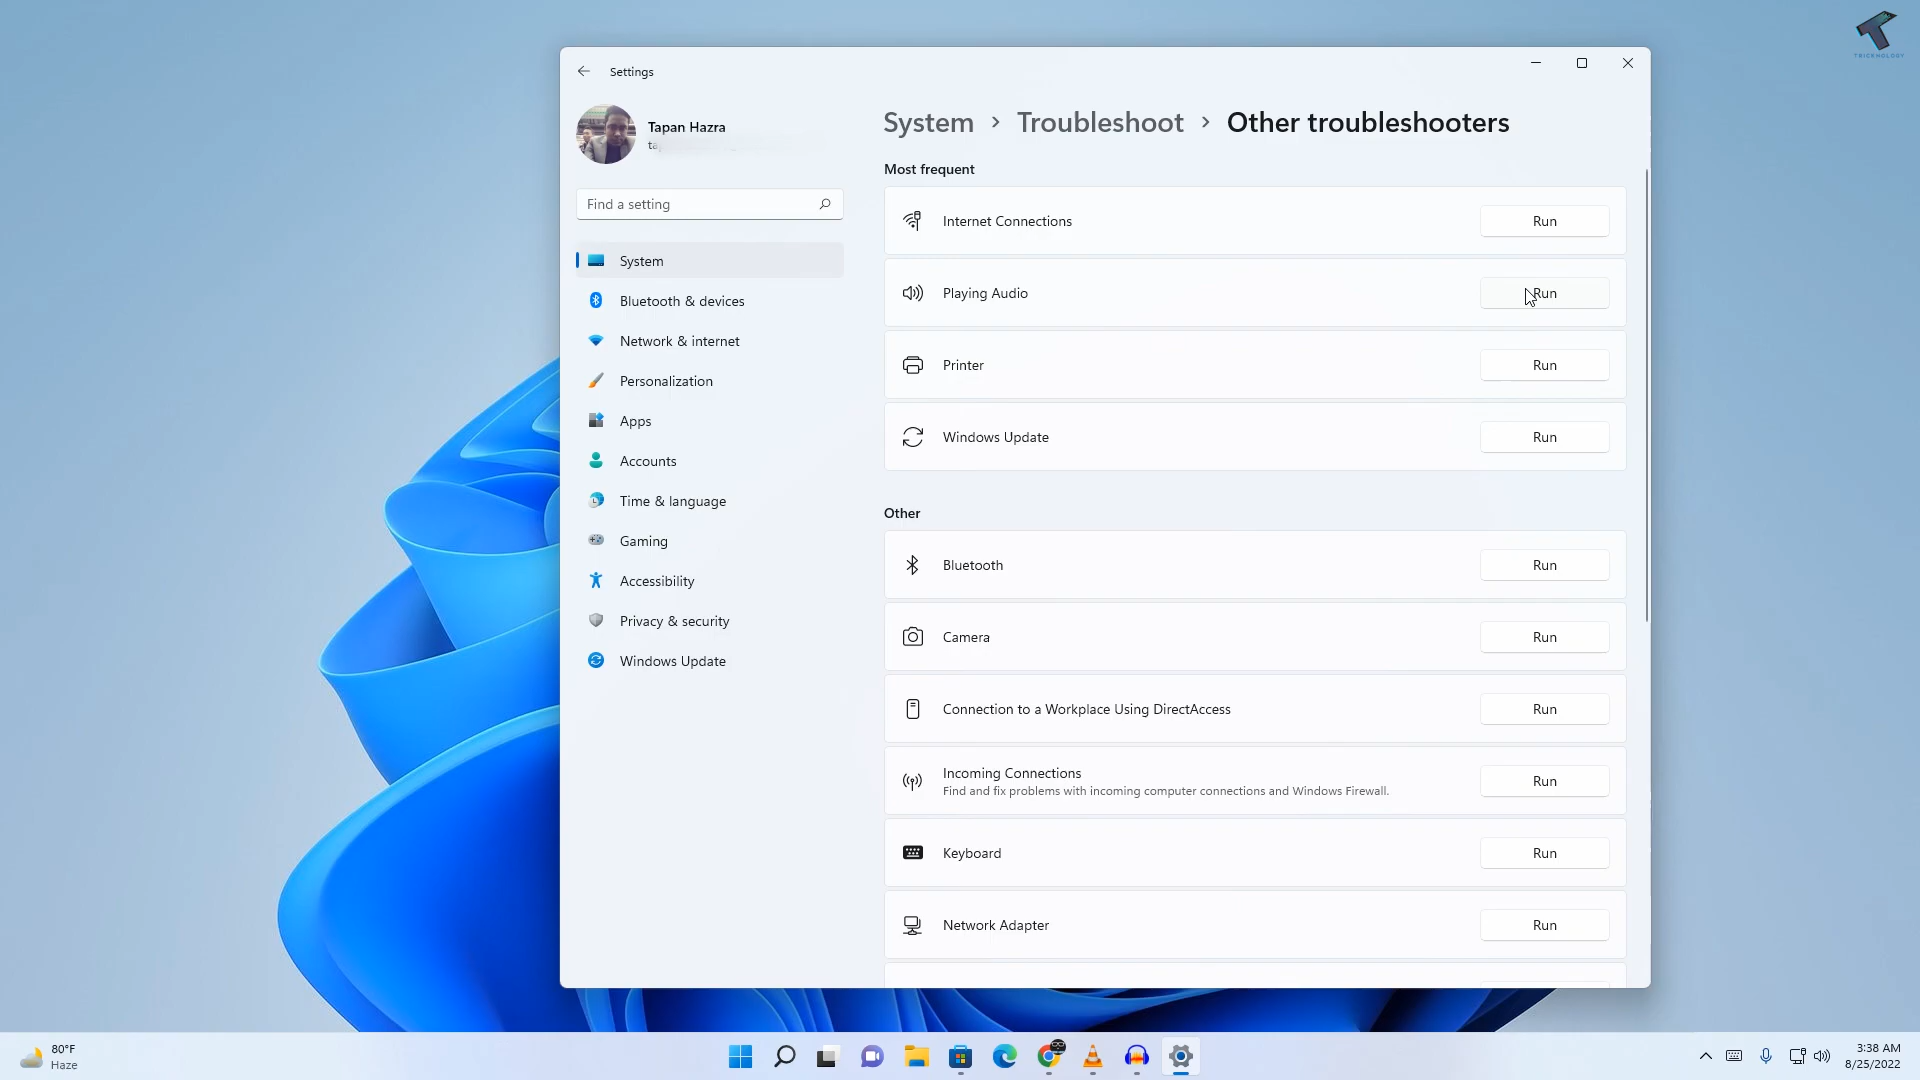 TRICKNOLOGY
Settings
Tapan Hazra
Find a setting
System
Bluetooth & devices
Network & internet
Personalization
Apps
Accounts
Time & language
Gaming
Accessibility
Privacy & security
Windows Update
System > Troubleshoot > Other troubleshooters
Most frequent
Internet Connections Run
Playing Audio Run
Printer Run
Windows Update Run
Other
Bluetooth Run
Camera Run
Connection to a Workplace Using DirectAccess Run
Incoming Connections Run
Find and fix problems with incoming computer connections and Windows Firewall.
Keyboard Run
Network Adapter Run
80°F
Haze
3:38 AM
8/25/2022